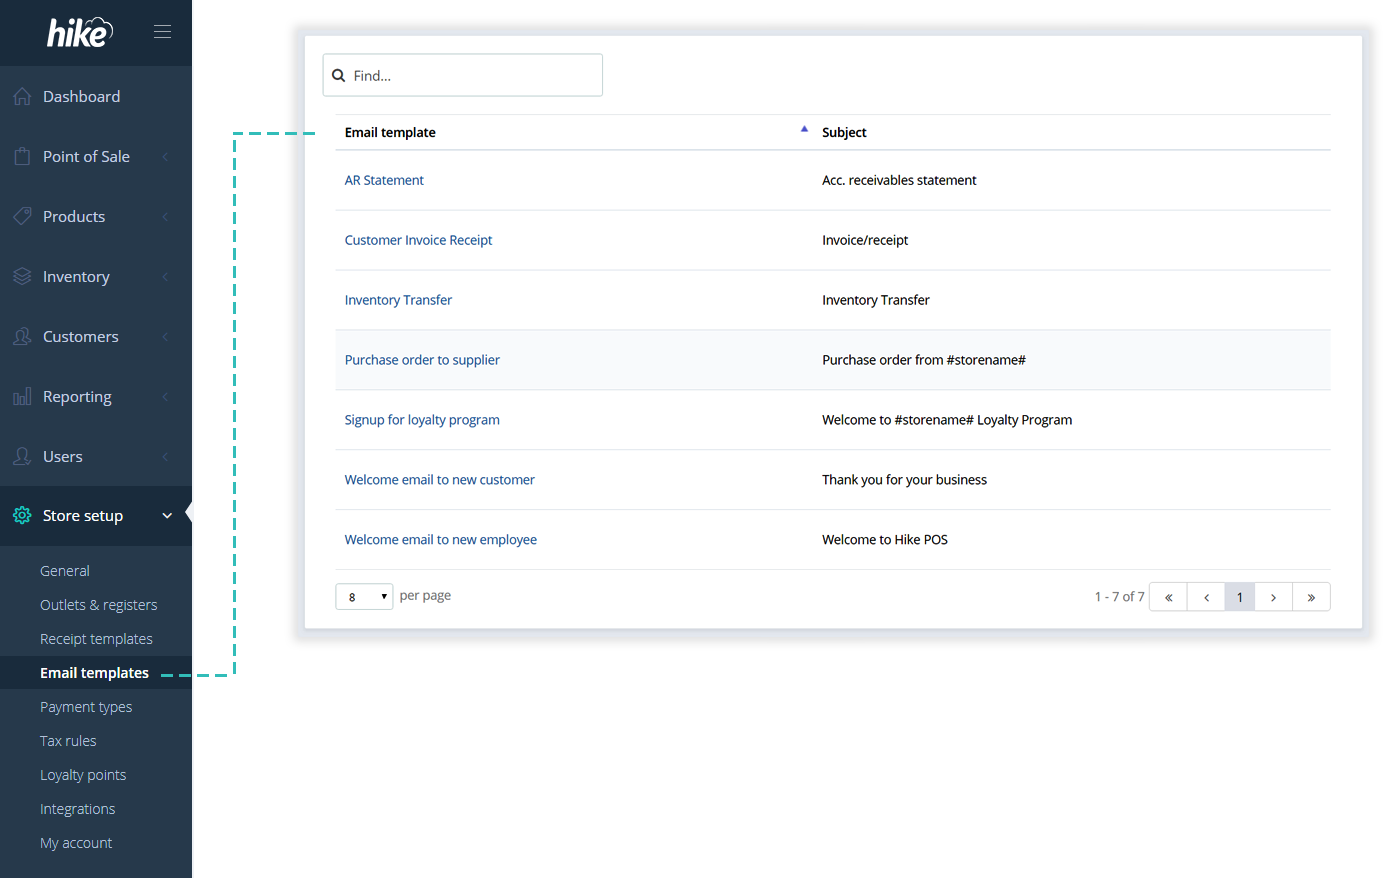 hike
Dashboard
Point of Sale
Products
Inventory
Customers
Reporting
Users
Store setup
General
Outlets & registers
Receipt templates
Email templates
Payment types
Tax rules
Loyalty points
Integrations
My account
Find...
Email template Subject
AR Statement Acc. receivables statement
Customer Invoice Receipt Invoice/receipt
Inventory Transfer Inventory Transfer
Purchase order to supplier Purchase order from #storename#
Signup for loyalty program Welcome to #storename# Loyalty Program
Welcome email to new customer Thank you for your business
Welcome email to new employee Welcome to Hike POS
8 per page 1 - 7 of 7 « ‹ 1 › »